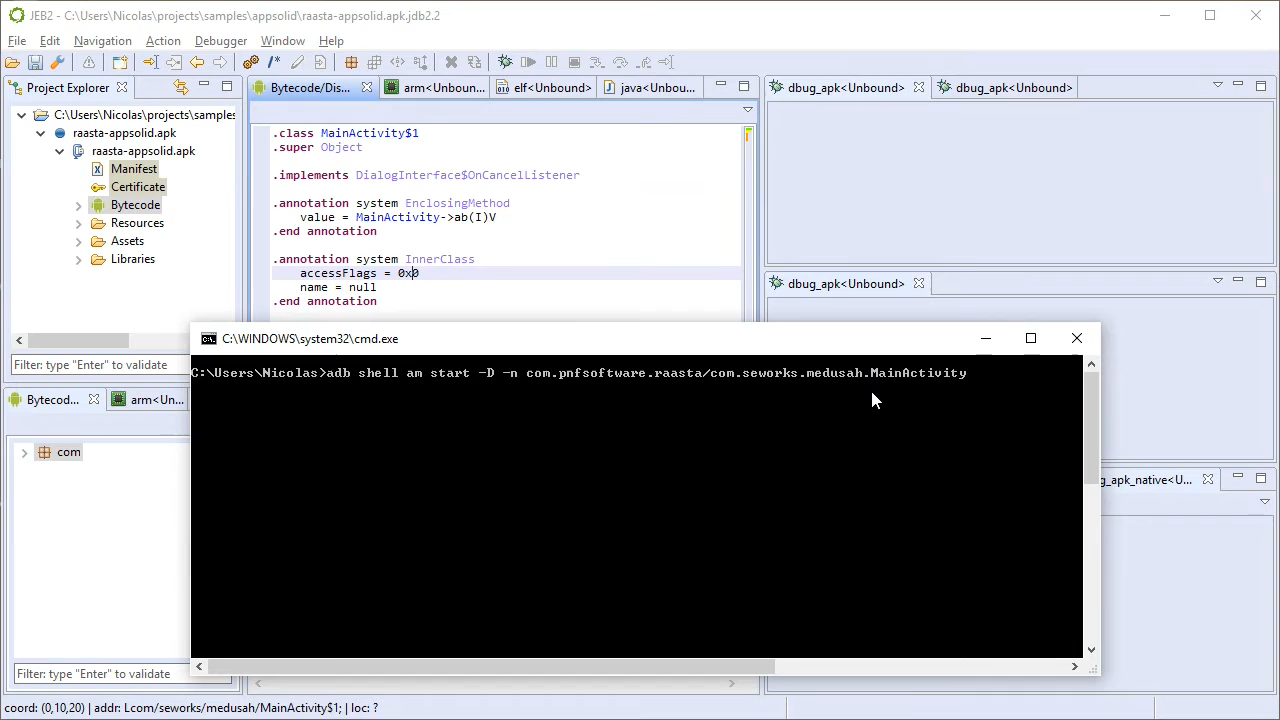 JEB2 - C:\Users\Nicolas\projects\samples\appsolid\raasta-appsolid.apk.jdb2.2
File Edit Navigation Action Debugger Window Help
Project Explorer
C:\Users\Nicolas\projects\samples
raasta-appsolid.apk
raasta-appsolid.apk
Manifest
Certificate
Bytecode
Resources
Assets
Libraries
Filter: type "Enter" to validate
Bytecod... arm<Un...
com
Filter: type "Enter" to validate
Bytecode/Dis... arm<Unboun... elf<Unbound> java<Unbou...
.class MainActivity$1
.super Object
.implements DialogInterface$OnCancelListener
.annotation system EnclosingMethod
value = MainActivity->ab(I)V
.end annotation
.annotation system InnerClass
accessFlags = 0x0
name = null
.end annotation
dbug_apk<Unbound> dbug_apk<Unbound>
dbug_apk<Unbound>
g_apk_native<U...
C:\WINDOWS\system32\cmd.exe
C:\Users\Nicolas>adb shell am start -D -n com.pnfsoftware.raasta/com.seworks.medusah.MainActivity
coord: (0,10,20) | addr: Lcom/seworks/medusah/MainActivity$1; | loc: ?